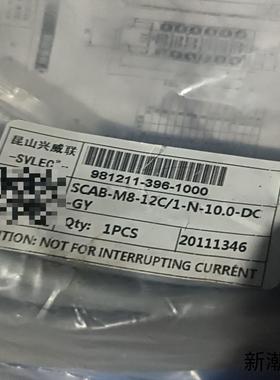 昆山兴威联
-SVLEC®-
981211-396-1000
SCAB-M8-12C/1-N-10.0-DC
-GY
Qty: 1PCS
20111346
TION: NOT FOR INTERRUPTING CURRENT
新潮